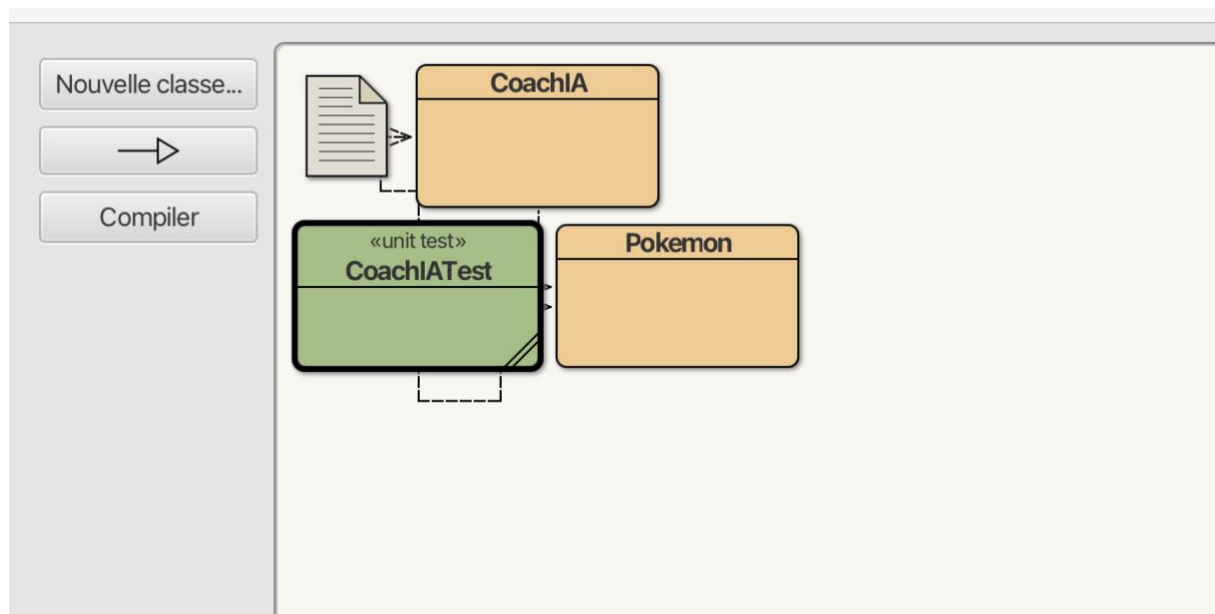 Nouvelle classe...
Compiler
CoachIA
«unit test»
CoachIATest
Pokemon